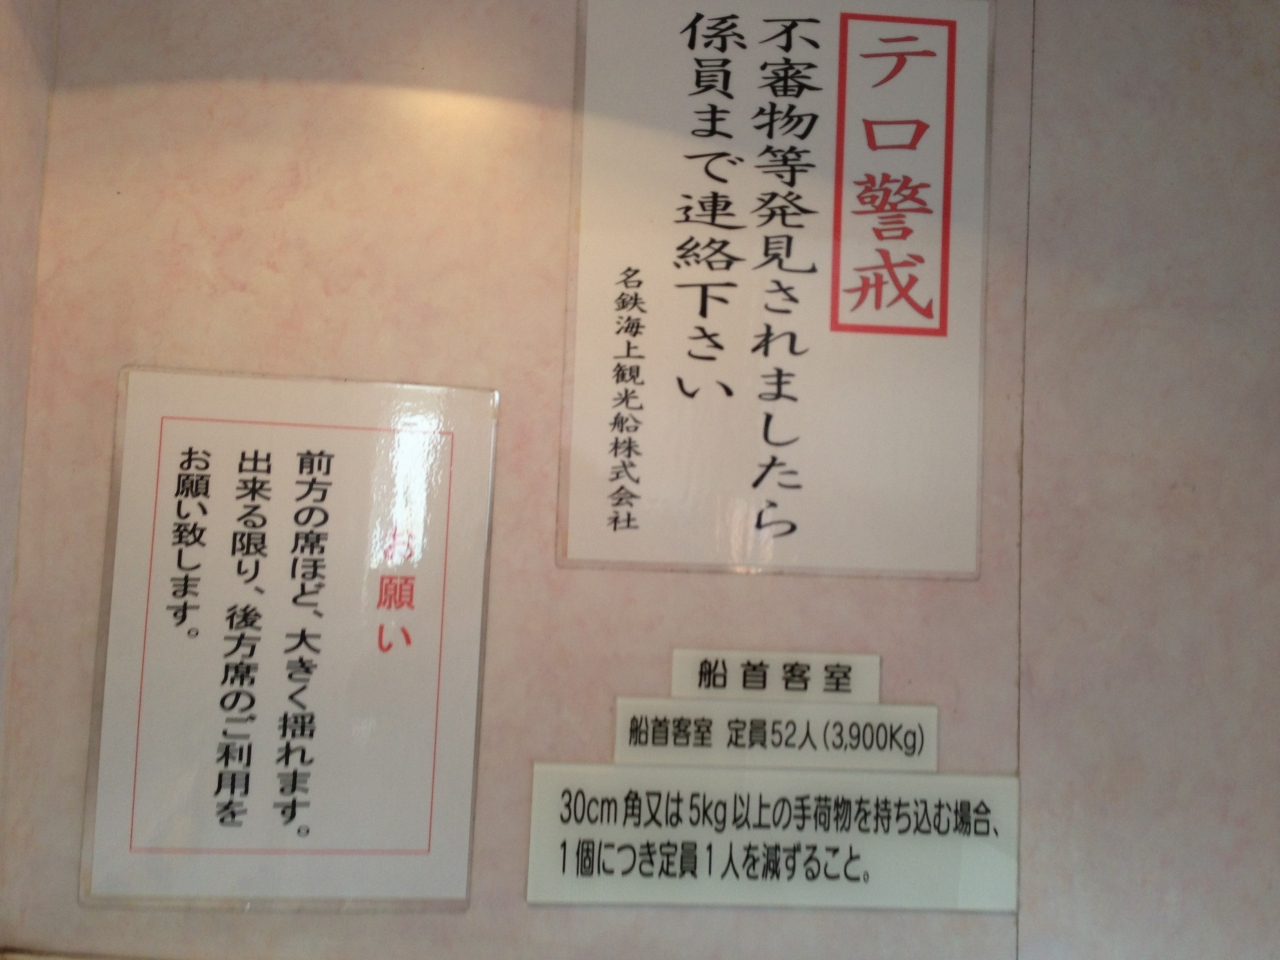 テロ警戒
不審物等発見されましたら
係員まで連絡下さい
名鉄海上観光船株式会社
お願い
前方の席ほど、大きく揺れます。
出来る限り、後方席のご利用を
お願い致します。
船首客室
船首客室 定員52人(3,900Kg)
30cm角又は5kg以上の手荷物を持ち込む場合、
1個につき定員1人を減ずること。